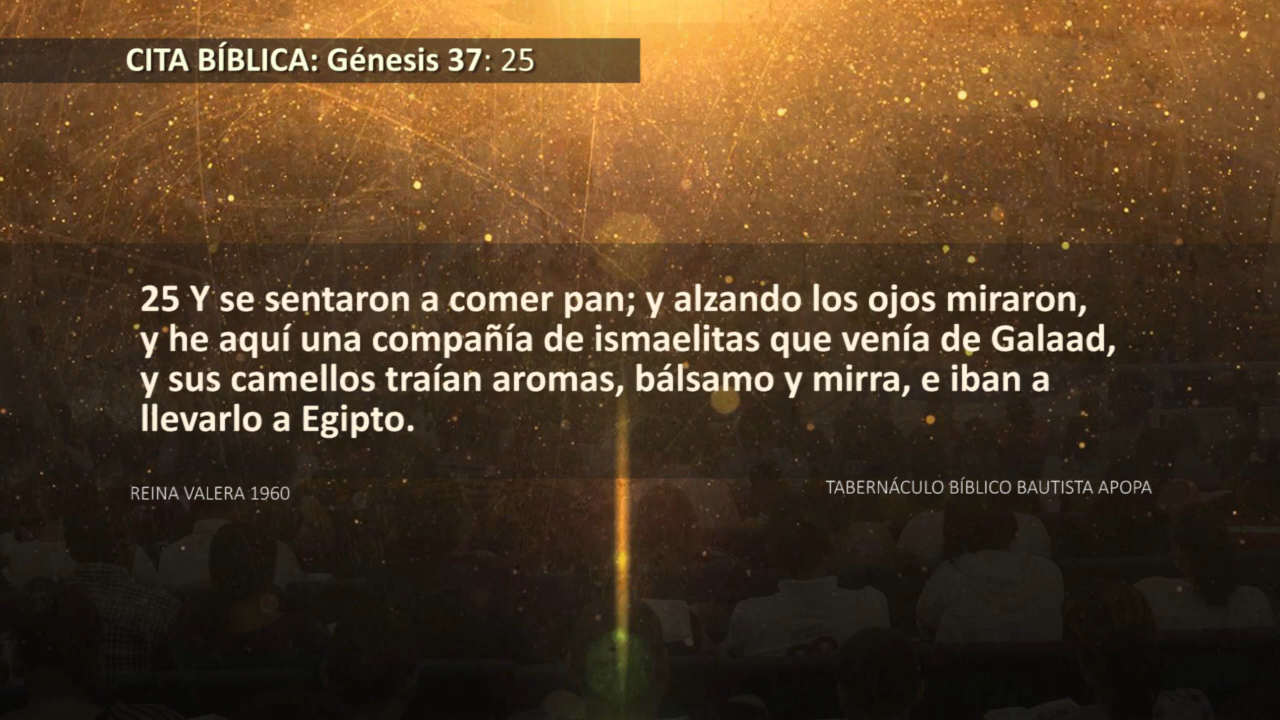 CITA BÍBLICA: Génesis 37: 25
25 Y se sentaron a comer pan; y alzando los ojos miraron,
y he aquí una compañía de ismaelitas que venía de Galaad,
y sus camellos traían aromas, bálsamo y mirra, e iban a
llevarlo a Egipto.
REINA VALERA 1960
TABERNÁCULO BÍBLICO BAUTISTA APOPA